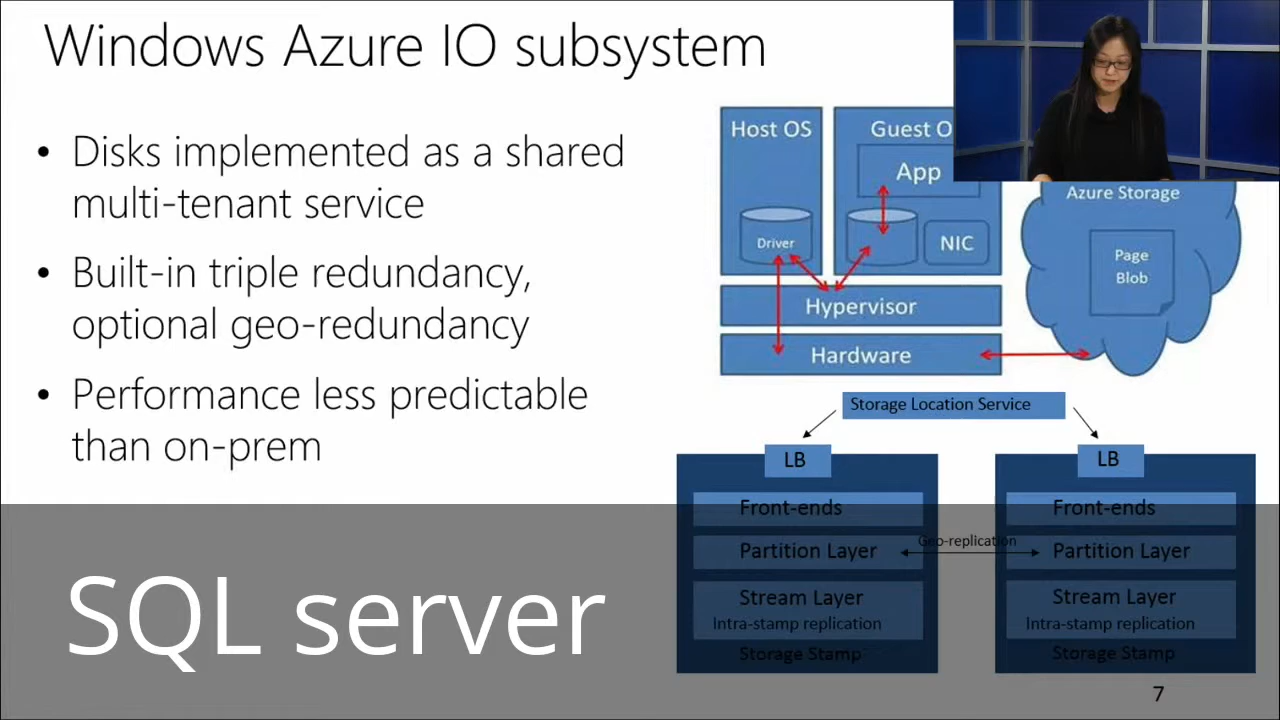 Windows Azure IO subsystem
• Disks implemented as a shared
multi-tenant service
• Built-in triple redundancy,
optional geo-redundancy
• Performance less predictable
than on-prem
Host OS
Guest O
App
Driver
NIC
Hypervisor
Hardware
Azure Storage
Page
Blob
Storage Location Service
LB
Front-ends
Partition Layer
Stream Layer
Intra-stamp replication
Storage Stamp
Geo-replication
LB
Front-ends
Partition Layer
Stream Layer
Intra-stamp replication
Storage Stamp
SQL server
7